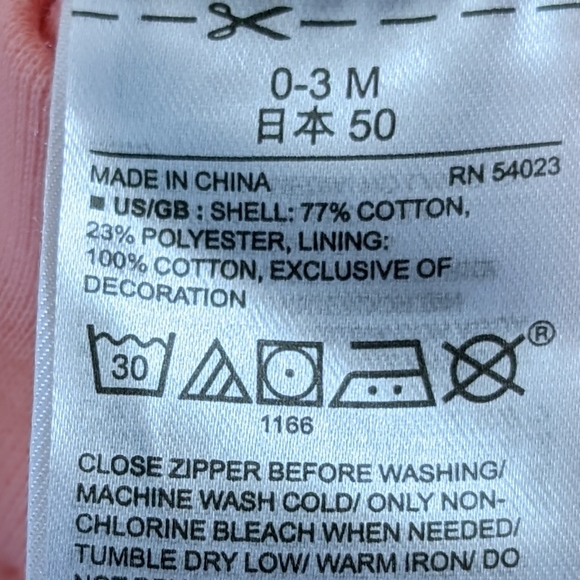 0-3 M
日本 50
MADE IN CHINA RN 54023
■ US/GB : SHELL: 77% COTTON,
23% POLYESTER, LINING:
100% COTTON, EXCLUSIVE OF
DECORATION
30
®
1166
CLOSE ZIPPER BEFORE WASHING/
MACHINE WASH COLD/ ONLY NON-
CHLORINE BLEACH WHEN NEEDED/
TUMBLE DRY LOW/ WARM IRON/ DO